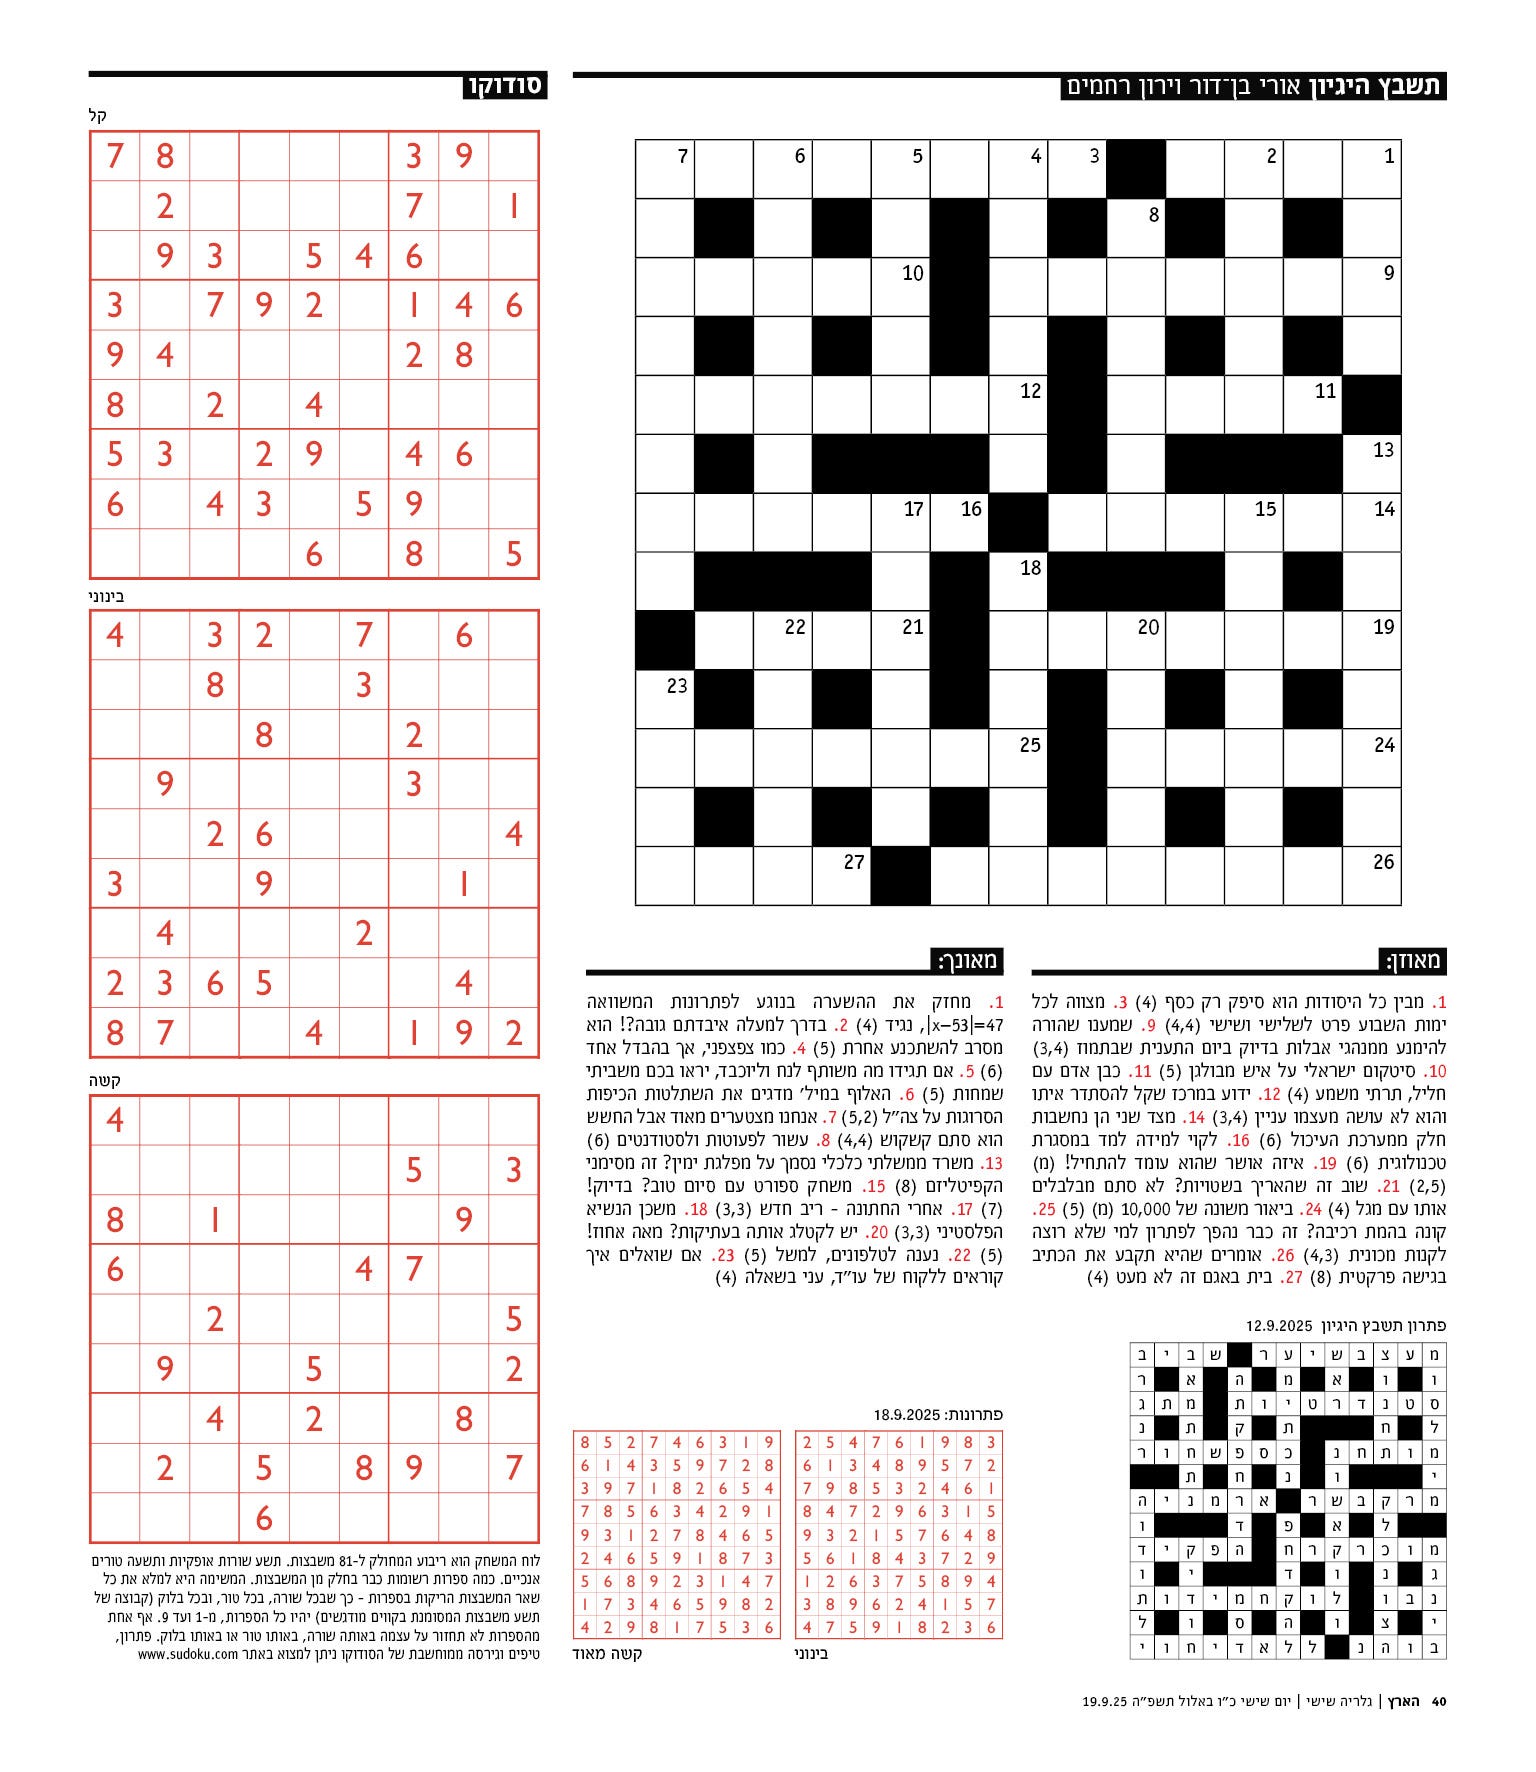 תשבץ היגיון אורי בן־דור וירון רחמים
7 6 5 4 3 2 1
8
10 9
12 11
13
17 16 15 14
18
22 21 20 19
23
25 24
27 26
מאוזן:
1. מבין כל היסודות הוא סיפק רק כסף (4) 3. מצווה לכל
ימות השבוע פרט לשלישי ושישי (4,4) 9. שמענו שהורה
להימנע ממנהגי אבלות בדיוק ביום התענית שבתמוז (3,4)
10. סיטקום ישראלי על איש מבולגן (5) 11. כבן אדם עם
חליל, תרתי משמע (4) 12. ידוע במרכז שקל להסתדר איתו
והוא לא עושה מעצמו עניין (3,4) 14. מצד שני הן נחשבות
חלק ממערכת העיכול (6) 16. לקוי למידה למד במסגרת
טכנולוגית (6) 19. איזה אושר שהוא עומד להתחיל! (מ)
(2,5) 21. שוב זה שהאריך בשטויות? לא סתם מבלבלים
אותו עם מגל (4) 24. ביאור משונה של 10,000 (מ) (5) 25.
קונה בהמת רכיבה? זה כבר נהפך לפתרון למי שלא רוצה
לקנות מכונית (4,3) 26. אומרים שהיא תקבע את הכתיב
בגישה פרקטית (8) 27. בית באגם זה לא מעט (4)
מאונך:
1. מחזק את ההשערה בנוגע לפתרונות המשוואה
|x–53|=47, נגיד (4) 2. בדרך למעלה איבדתם גובה?! הוא
מסרב להשתכנע אחרת (5) 4. כמו צפצפני, אך בהבדל אחד
(6) 5. אם תגידו מה משותף לנח וליוכבד, יראו בכם משביתי
שמחות (5) 6. האלוף במיל׳ מדגים את השתלטות הכיפות
הסרוגות על צה״ל (5,2) 7. אנחנו מצטערים מאוד אבל החשש
הוא סתם קשקוש (4,4) 8. עשור לפעוטות ולסטודנטים (6)
13. משרד ממשלתי כלכלי נסמך על מפלגת ימין? זה מסימני
הקפיטליזם (8) 15. משחק ספורט עם סיום טוב? בדיוק!
(7) 17. אחרי החתונה - ריב חדש (3,3) 18. משכן הנשיא
הפלסטיני (3,3) 20. יש לקטלג אותה בעתיקות? מאה אחוז!
(5) 22. נענה לטלפונים, למשל (5) 23. אם שואלים איך
קוראים ללקוח של עו״ד, עני בשאלה (4)
פתרון תשבץ היגיון 12.9.2025
מ ע צ ב ש י ע ר ש ב י ב
ו ו א מ ה א ר
ס ט נ ד ר ט י ו ת מ ת ג
ל ח ת ק ת נ
מ ו ת ח נ כ ס פ ש ח ו ר
י ו נ ח ת
מ ר ק ב ש ר א ר מ נ י ה
ל א פ ד ו
מ ו כ ר ק ר ח ה פ ק י ד
ג נ ו ד י ו
נ ב ו ל ו ק ח מ י ד ו ת
י צ ו ה ס ו ל
ב ו ה נ ל ל א ד י ח ו י
פתרונות: 18.9.2025
2 5 4 7 6 1 9 8 3
6 1 3 4 8 9 5 7 2
7 9 8 5 3 2 4 6 1
8 4 7 2 9 6 3 1 5
9 3 2 1 5 7 6 4 8
5 6 1 8 4 3 7 2 9
1 2 6 3 7 5 8 9 4
3 8 9 6 2 4 1 5 7
4 7 5 9 1 8 2 3 6
בינוני
8 5 2 7 4 6 3 1 9
6 1 4 3 5 9 7 2 8
3 9 7 1 8 2 6 5 4
7 8 5 6 3 4 2 9 1
9 3 1 2 7 8 4 6 5
2 4 6 5 9 1 8 7 3
5 6 8 9 2 3 1 4 7
1 7 3 4 6 5 9 8 2
4 2 9 8 1 7 5 3 6
קשה מאוד
סודוקו
קל
7 8 3 9
2 7 1
9 3 5 4 6
3 7 9 2 1 4 6
9 4 2 8
8 2 4
5 3 2 9 4 6
6 4 3 5 9
6 8 5
בינוני
4 3 2 7 6
8 3
8 2
9 3
2 6 4
3 9 1
4 2
2 3 6 5 4
8 7 4 1 9 2
קשה
4
5 3
8 1 9
6 4 7
2 5
9 5 2
4 2 8
2 5 8 9 7
6
לוח המשחק הוא ריבוע המחולק ל-81 משבצות. תשע שורות אופקיות ותשעה טורים
אנכיים. כמה ספרות רשומות כבר בחלק מן המשבצות. המשימה היא למלא את כל
שאר המשבצות הריקות בספרות - כך שבכל שורה, בכל טור, ובכל בלוק (קבוצה של
תשע משבצות המסומנת בקווים מודגשים) יהיו כל הספרות, מ-1 ועד 9. אף אחת
מהספרות לא תחזור על עצמה באותה שורה, באותו טור או באותו בלוק. פתרון,
טיפים וגירסה ממוחשבת של הסודוקו ניתן למצוא באתר www.sudoku.com
40 הארץ | גלריה שישי | יום שישי כ״ו באלול תשפ״ה 19.9.25